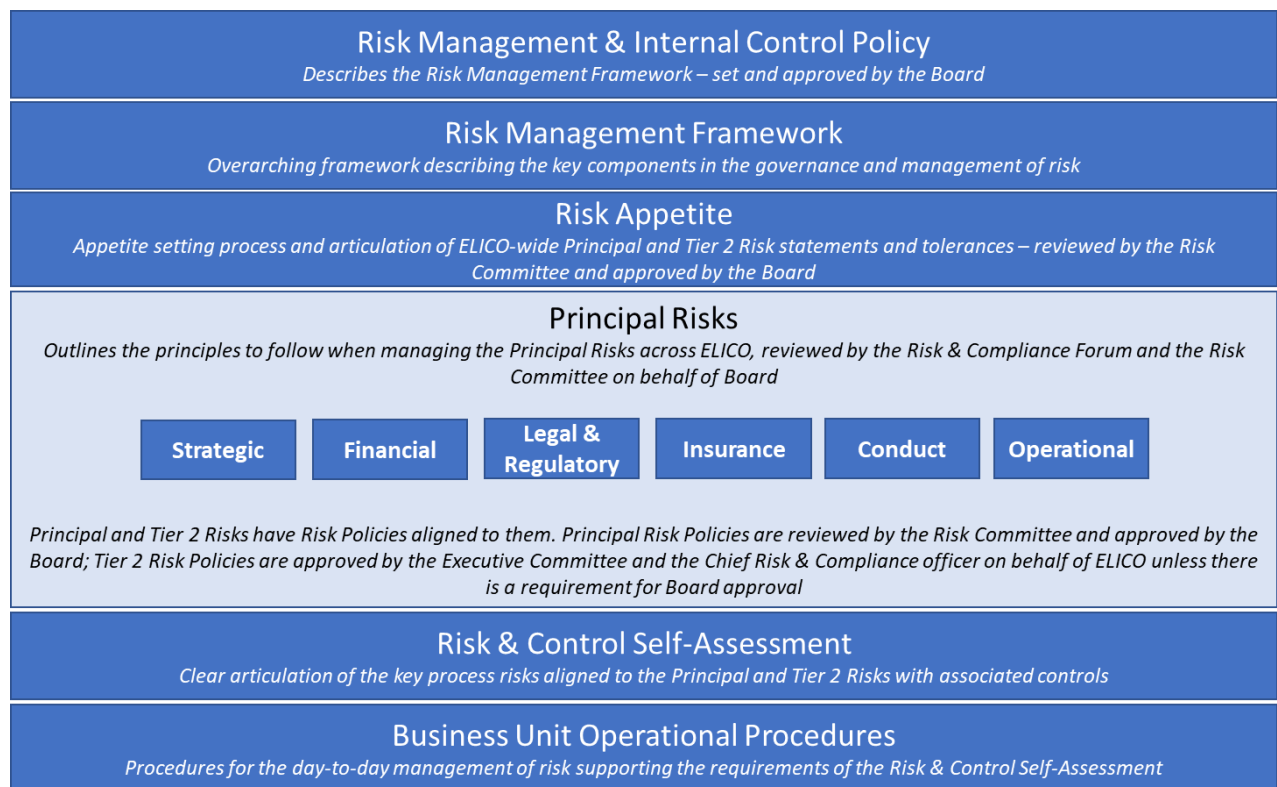 Risk Management & Internal Control Policy
Describes the Risk Management Framework – set and approved by the Board
Risk Management Framework
Overarching framework describing the key components in the governance and management of risk
Risk Appetite
Appetite setting process and articulation of ELICO-wide Principal and Tier 2 Risk statements and tolerances – reviewed by the Risk
Committee and approved by the Board
Principal Risks
Outlines the principles to follow when managing the Principal Risks across ELICO, reviewed by the Risk & Compliance Forum and the Risk
Committee on behalf of Board
Strategic
Financial
Legal &
Regulatory
Insurance
Conduct
Operational
Principal and Tier 2 Risks have Risk Policies aligned to them. Principal Risk Policies are reviewed by the Risk Committee and approved by the
Board; Tier 2 Risk Policies are approved by the Executive Committee and the Chief Risk & Compliance officer on behalf of ELICO unless there
is a requirement for Board approval
Risk & Control Self-Assessment
Clear articulation of the key process risks aligned to the Principal and Tier 2 Risks with associated controls
Business Unit Operational Procedures
Procedures for the day-to-day management of risk supporting the requirements of the Risk & Control Self-Assessment